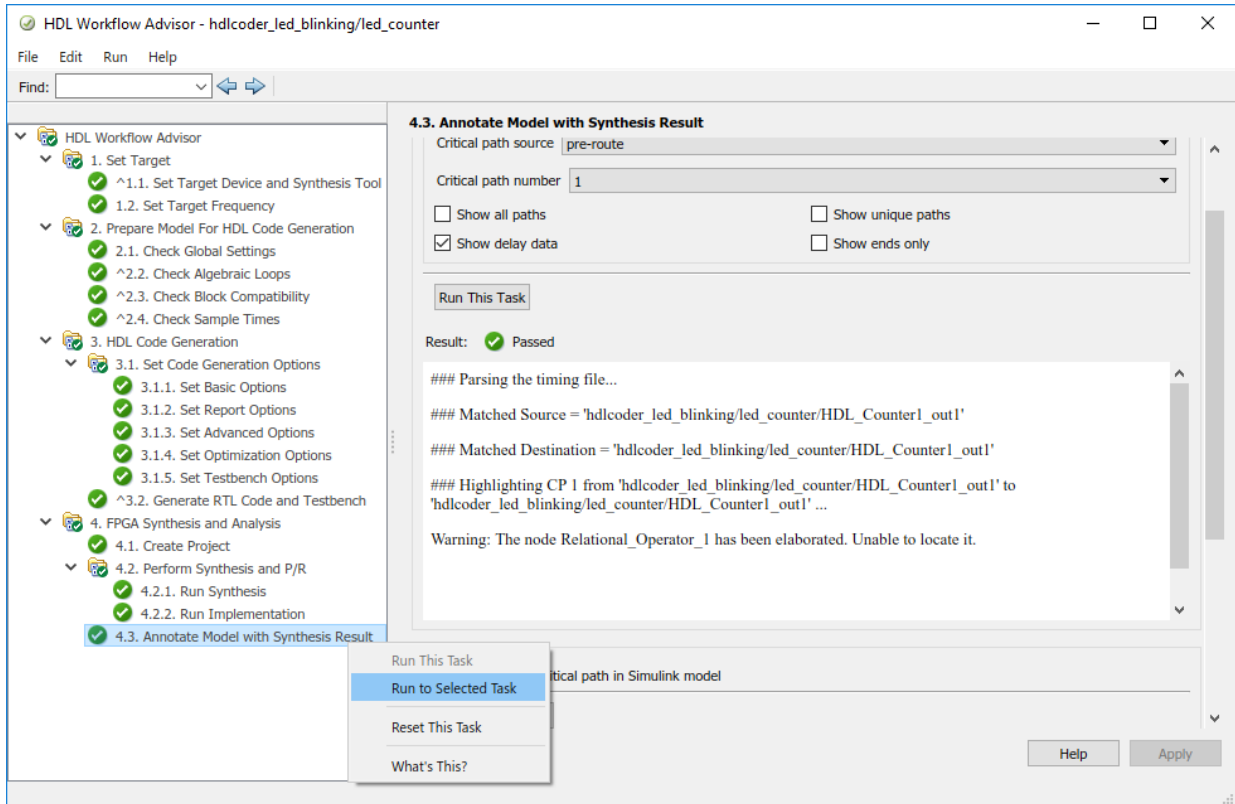 HDL Workflow Advisor - hdlcoder_led_blinking/led_counter
File Edit Run Help
Find:
HDL Workflow Advisor
1. Set Target
^1.1. Set Target Device and Synthesis Tool
1.2. Set Target Frequency
2. Prepare Model For HDL Code Generation
2.1. Check Global Settings
^2.2. Check Algebraic Loops
^2.3. Check Block Compatibility
^2.4. Check Sample Times
3. HDL Code Generation
3.1. Set Code Generation Options
3.1.1. Set Basic Options
3.1.2. Set Report Options
3.1.3. Set Advanced Options
3.1.4. Set Optimization Options
3.1.5. Set Testbench Options
^3.2. Generate RTL Code and Testbench
4. FPGA Synthesis and Analysis
4.1. Create Project
4.2. Perform Synthesis and P/R
4.2.1. Run Synthesis
4.2.2. Run Implementation
4.3. Annotate Model with Synthesis Result
4.3. Annotate Model with Synthesis Result
Critical path source pre-route
Critical path number 1
Show all paths Show unique paths
Show delay data Show ends only
Run This Task
Result: Passed
### Parsing the timing file...
### Matched Source = 'hdlcoder_led_blinking/led_counter/HDL_Counter1_out1'
### Matched Destination = 'hdlcoder_led_blinking/led_counter/HDL_Counter1_out1'
### Highlighting CP 1 from 'hdlcoder_led_blinking/led_counter/HDL_Counter1_out1' to
'hdlcoder_led_blinking/led_counter/HDL_Counter1_out1' ...
Warning: The node Relational_Operator_1 has been elaborated. Unable to locate it.
Run This Task
Run to Selected Task
Reset This Task
What's This?
itical path in Simulink model
Help Apply